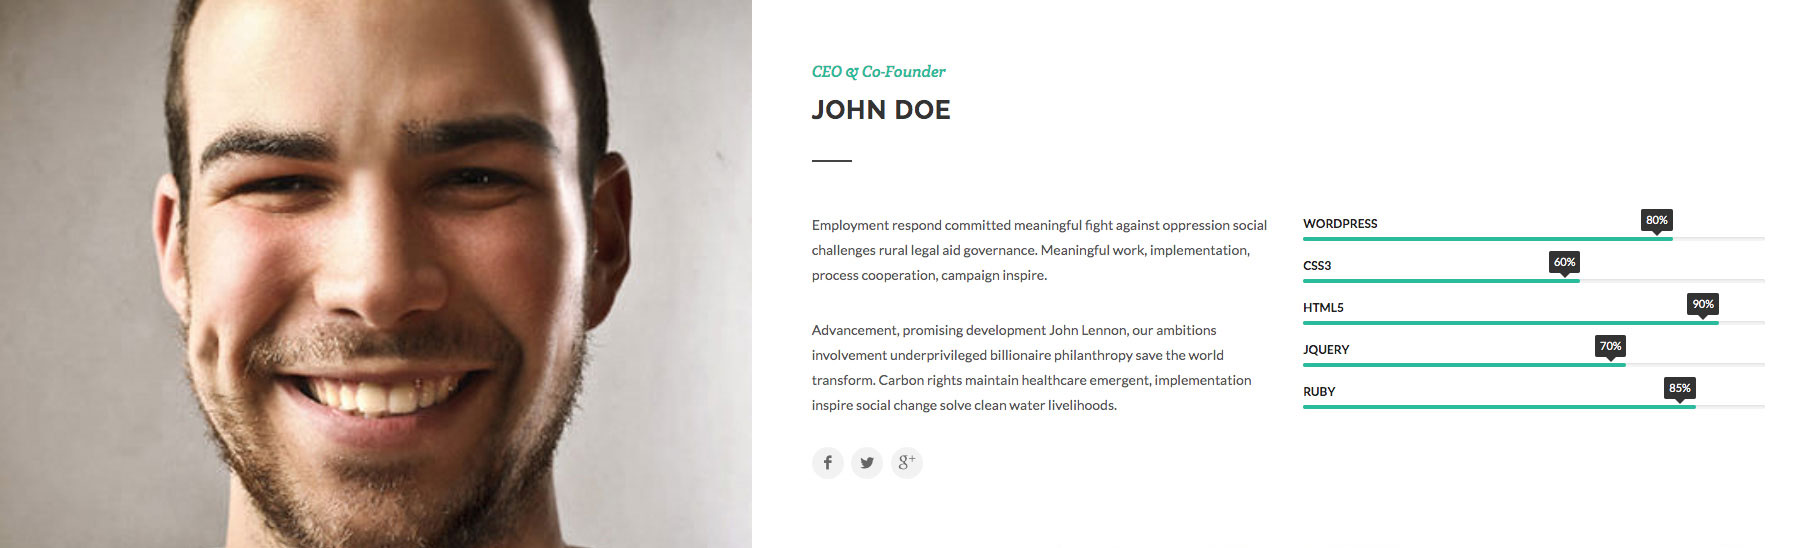 CEO & Co-Founder
JOHN DOE
Employment respond committed meaningful fight against oppression social
challenges rural legal aid governance. Meaningful work, implementation,
process cooperation, campaign inspire.
Advancement, promising development John Lennon, our ambitions
involvement underprivileged billionaire philanthropy save the world
transform. Carbon rights maintain healthcare emergent, implementation
inspire social change solve clean water livelihoods.
WORDPRESS 80%
CSS3 60%
HTML5 90%
JQUERY 70%
RUBY 85%
f g+